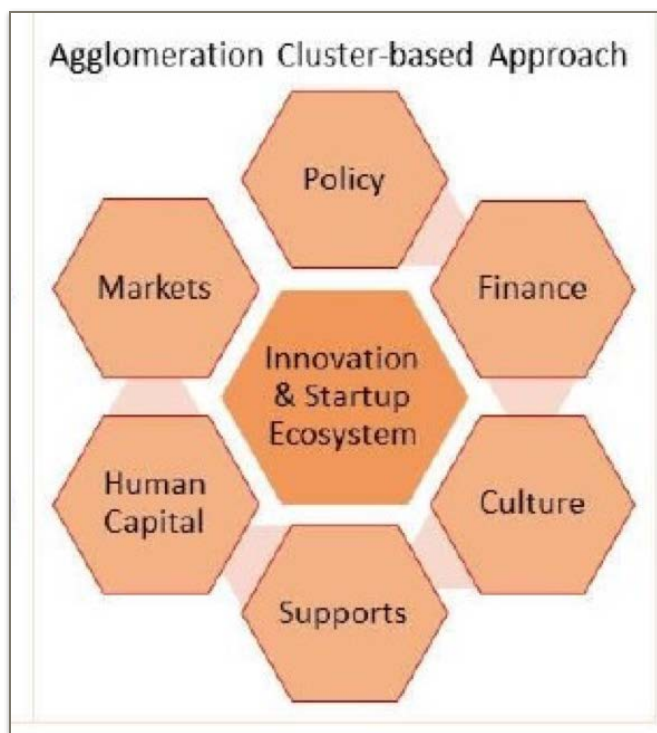 Agglomeration Cluster-based Approach
Policy
Finance
Culture
Supports
Human
Capital
Markets
Innovation
& Startup
Ecosystem